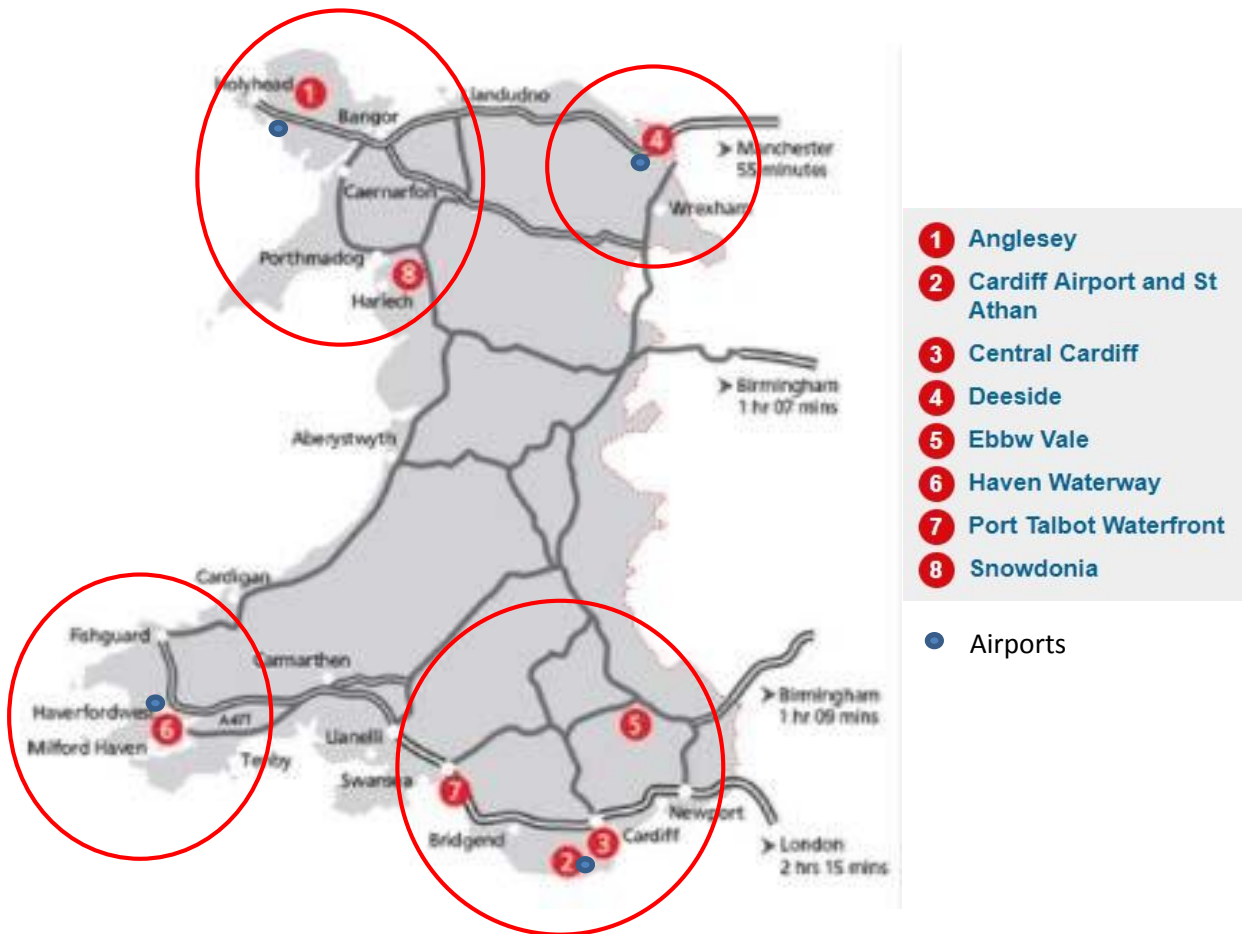 Holyhead
1
Llandudno
Bangor
4
Manchester
55 minutes
Caernarfon
Wrexham
Porthmadog
8
Harlech
Birmingham
1 hr 07 mins
Aberystwyth
Cardigan
Fishguard
Carmarthen
Haverfordwest
A477
6
Milford Haven
Tenby
Llanelli
Swansea
5
Birmingham
1 hr 09 mins
7
Newport
Bridgend
Cardiff
3
2
London
2 hrs 15 mins
1 Anglesey
2 Cardiff Airport and St
Athan
3 Central Cardiff
4 Deeside
5 Ebbw Vale
6 Haven Waterway
7 Port Talbot Waterfront
8 Snowdonia
Airports